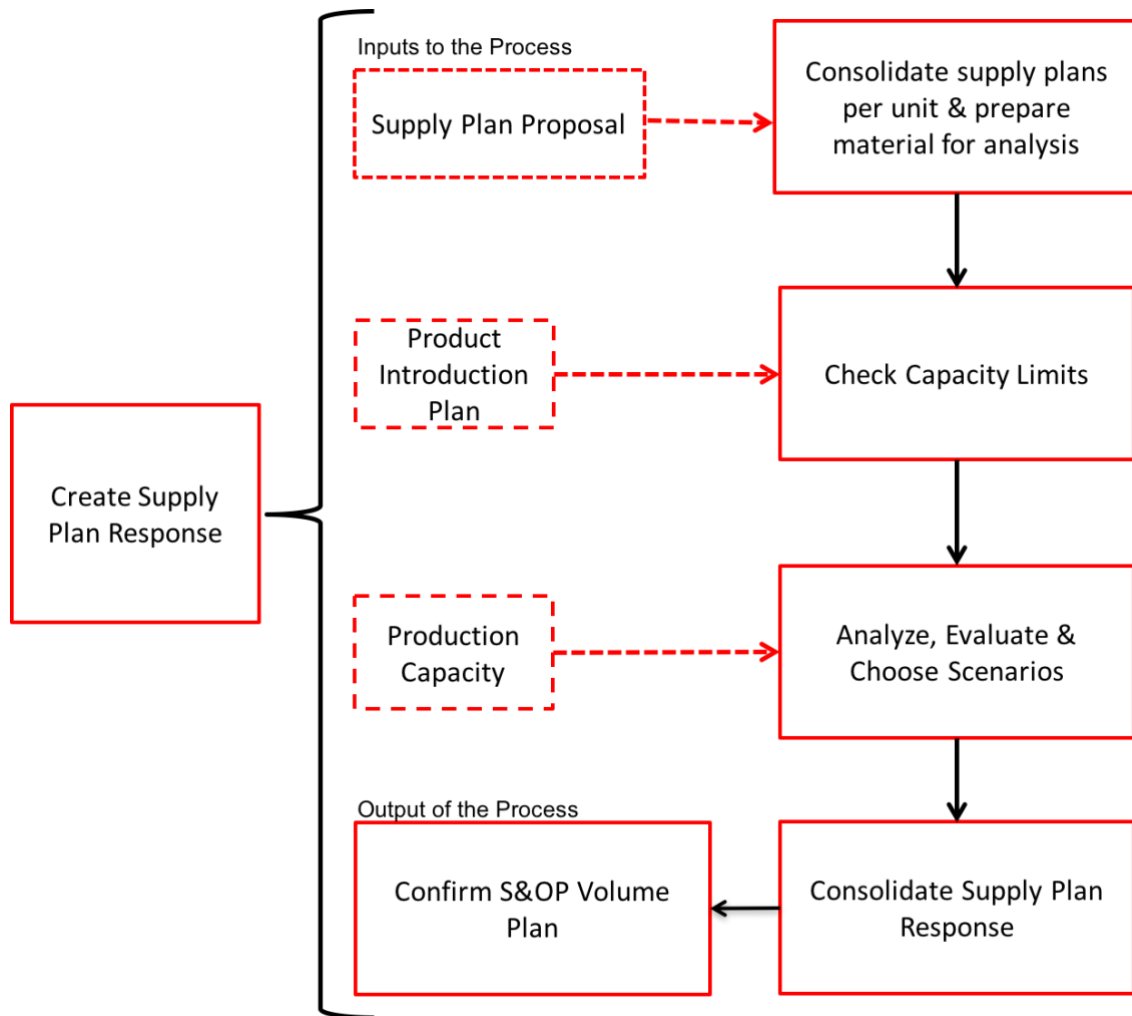 Inputs to the Process
Supply Plan Proposal
Consolidate supply plans
per unit & prepare
material for analysis
Product
Introduction
Plan
Check Capacity Limits
Create Supply
Plan Response
Production
Capacity
Analyze, Evaluate &
Choose Scenarios
Output of the Process
Confirm S&OP Volume
Plan
Consolidate Supply Plan
Response